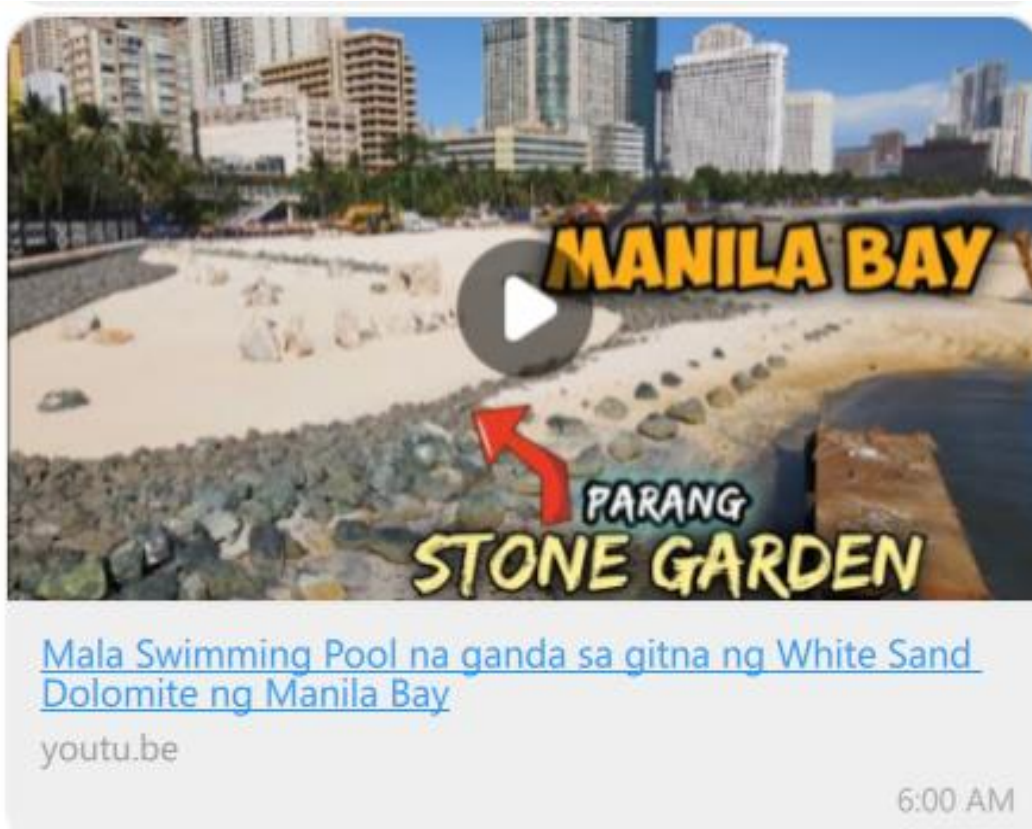 MANILA BAY
PARANG
STONE GARDEN
Mala Swimming Pool na ganda sa gitna ng White Sand
Dolomite ng Manila Bay
youtu.be
6:00 AM